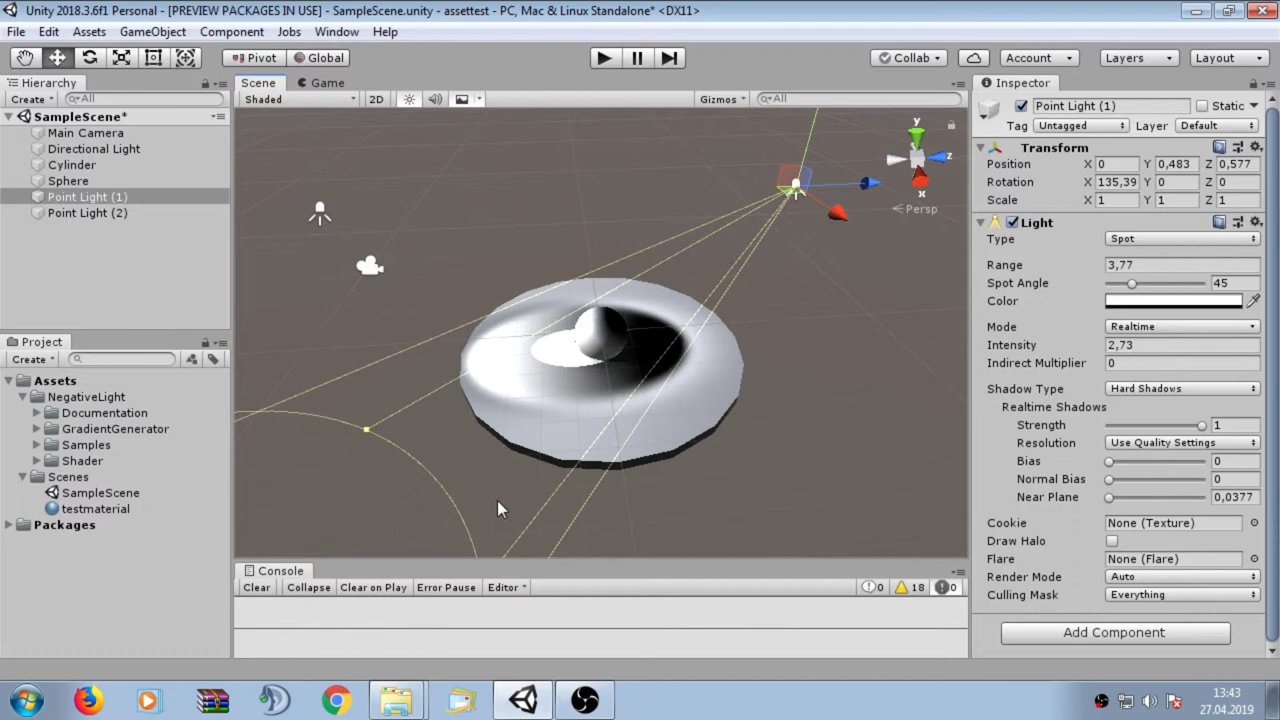 Unity 2018.3.6f1 Personal - [PREVIEW PACKAGES IN USE] - SampleScene.unity - assettest - PC, Mac & Linux Standalone* <DX11>
File Edit Assets GameObject Component Jobs Window Help
Pivot Global Collab Account Layers Layout
Hierarchy
Create All
SampleScene*
Main Camera
Directional Light
Cylinder
Sphere
Point Light (1)
Point Light (2)
Project
Create
Assets
NegativeLight
Documentation
GradientGenerator
Samples
Shader
Scenes
SampleScene
testmaterial
Packages
Scene Game
Shaded 2D Gizmos All
y
z
x
Persp
Console
Clear Collapse Clear on Play Error Pause Editor 0 18 0
Inspector
Point Light (1) Static
Tag Untagged Layer Default
Transform
Position X 0 Y 0,483 Z 0,577
Rotation X 135,39 Y 0 Z 0
Scale X 1 Y 1 Z 1
Light
Type Spot
Range 3,77
Spot Angle 45
Color
Mode Realtime
Intensity 2,73
Indirect Multiplier 0
Shadow Type Hard Shadows
Realtime Shadows
Strength 1
Resolution Use Quality Settings
Bias 0
Normal Bias 0
Near Plane 0,0377
Cookie None (Texture)
Draw Halo
Flare None (Flare)
Render Mode Auto
Culling Mask Everything
Add Component
13:43
27.04.2019